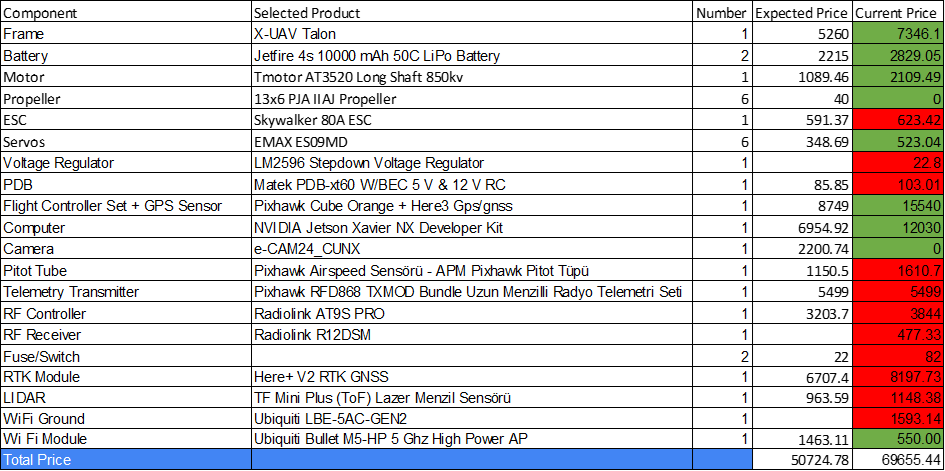 Component Selected Product Number Expected Price Current Price
Frame X-UAV Talon 1 5260 7346.1
Battery Jetfire 4s 10000 mAh 50C LiPo Battery 2 2215 2829.05
Motor Tmotor AT3520 Long Shaft 850kv 1 1089.46 2109.49
Propeller 13x6 PJA IIAJ Propeller 6 40 0
ESC Skywalker 80A ESC 1 591.37 623.42
Servos EMAX ES09MD 6 348.69 523.04
Voltage Regulator LM2596 Stepdown Voltage Regulator 1 22.8
PDB Matek PDB-xt60 W/BEC 5 V & 12 V RC 1 85.85 103.01
Flight Controller Set + GPS Sensor Pixhawk Cube Orange + Here3 Gps/gnss 1 8749 15540
Computer NVIDIA Jetson Xavier NX Developer Kit 1 6954.92 12030
Camera e-CAM24_CUNX 1 2200.74 0
Pitot Tube Pixhawk Airspeed Sensörü - APM Pixhawk Pitot Tüpü 1 1150.5 1610.7
Telemetry Transmitter Pixhawk RFD868 TXMOD Bundle Uzun Menzilli Radyo Telemetri Seti 1 5499 5499
RF Controller Radiolink AT9S PRO 1 3203.7 3844
RF Receiver Radiolink R12DSM 1 477.33
Fuse/Switch 2 22 82
RTK Module Here+ V2 RTK GNSS 1 6707.4 8197.73
LIDAR TF Mini Plus (ToF) Lazer Menzil Sensörü 1 963.59 1148.38
WiFi Ground Ubiquiti LBE-5AC-GEN2 1 1593.14
Wi Fi Module Ubiquiti Bullet M5-HP 5 Ghz High Power AP 1 1463.11 550.00
Total Price 50724.78 69655.44